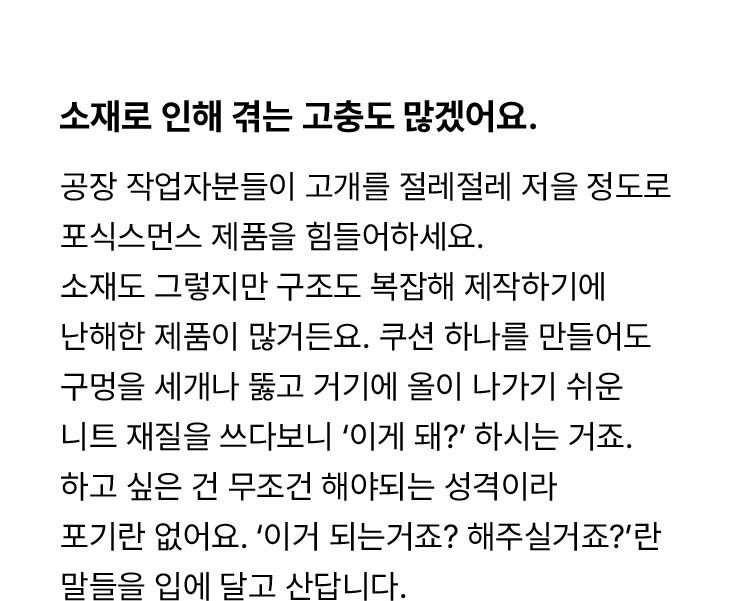 소재로 인해 겪는 고충도 많겠어요.
공장 작업자분들이 고개를 절레절레 저을 정도로
포식스먼스 제품을 힘들어하세요.
소재도 그렇지만 구조도 복잡해 제작하기에
난해한 제품이 많거든요. 쿠션 하나를 만들어도
구멍을 세개나 뚫고 거기에 올이 나가기 쉬운
니트 재질을 쓰다보니 ‘이게 돼?’ 하시는 거죠.
하고 싶은 건 무조건 해야되는 성격이라
포기란 없어요. ‘이거 되는거죠? 해주실거죠?’란
말들을 입에 달고 산답니다.